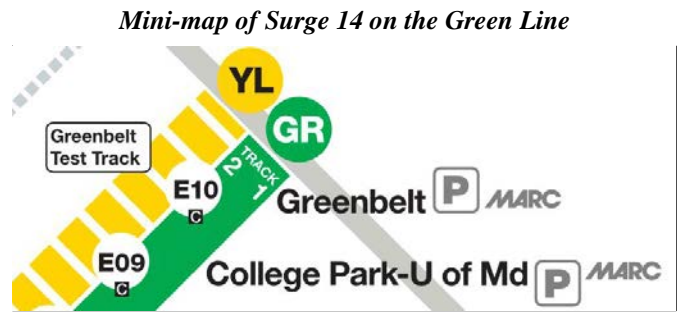 Mini-map of Surge 14 on the Green Line
YL
GR
Greenbelt
Test Track
TRACK
2 1
E10
C
Greenbelt P MARC
E09
C
College Park-U of Md P MARC